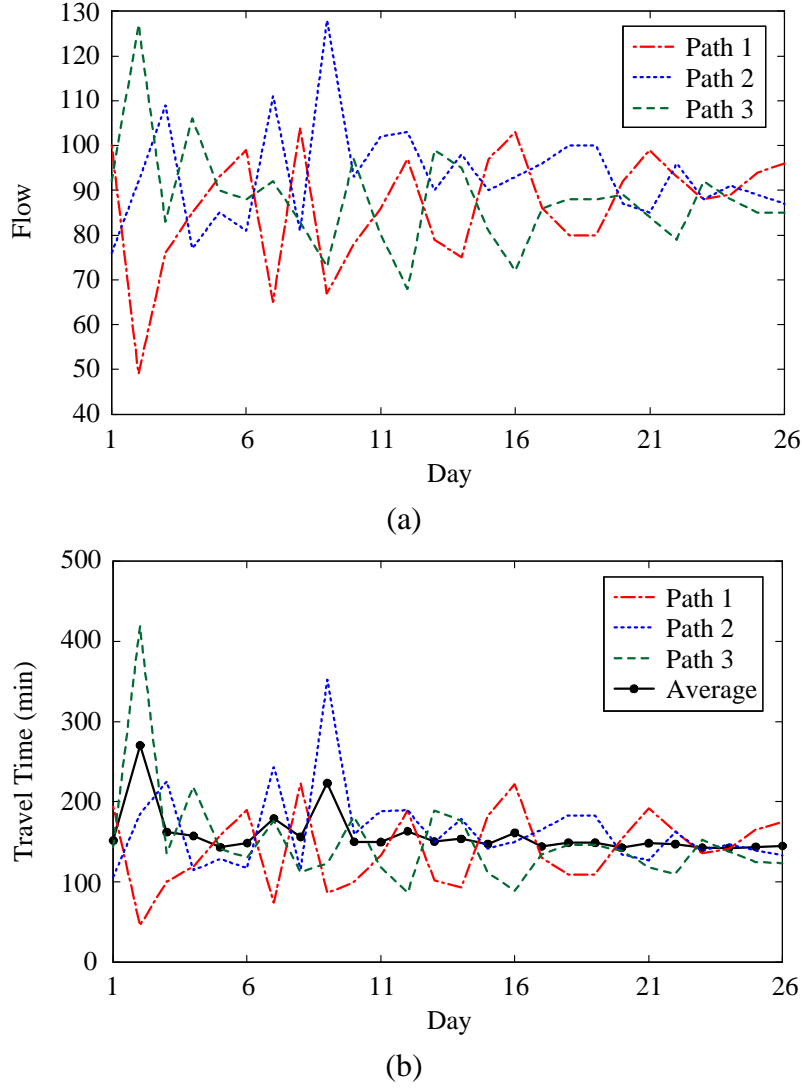 130
120
110
100
90
80
70
60
50
40
Flow
Path 1
Path 2
Path 3
1 6 11 16 21 26
Day
(a)
500
400
300
200
100
0
Travel Time (min)
Path 1
Path 2
Path 3
Average
1 6 11 16 21 26
Day
(b)